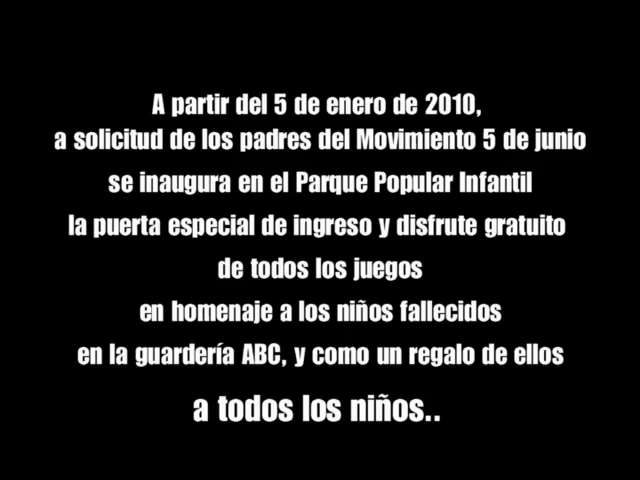 A partir del 5 de enero de 2010,
a solicitud de los padres del Movimiento 5 de junio
se inaugura en el Parque Popular Infantil
la puerta especial de ingreso y disfrute gratuito
de todos los juegos
en homenaje a los niños fallecidos
en la guardería ABC, y como un regalo de ellos
a todos los niños..